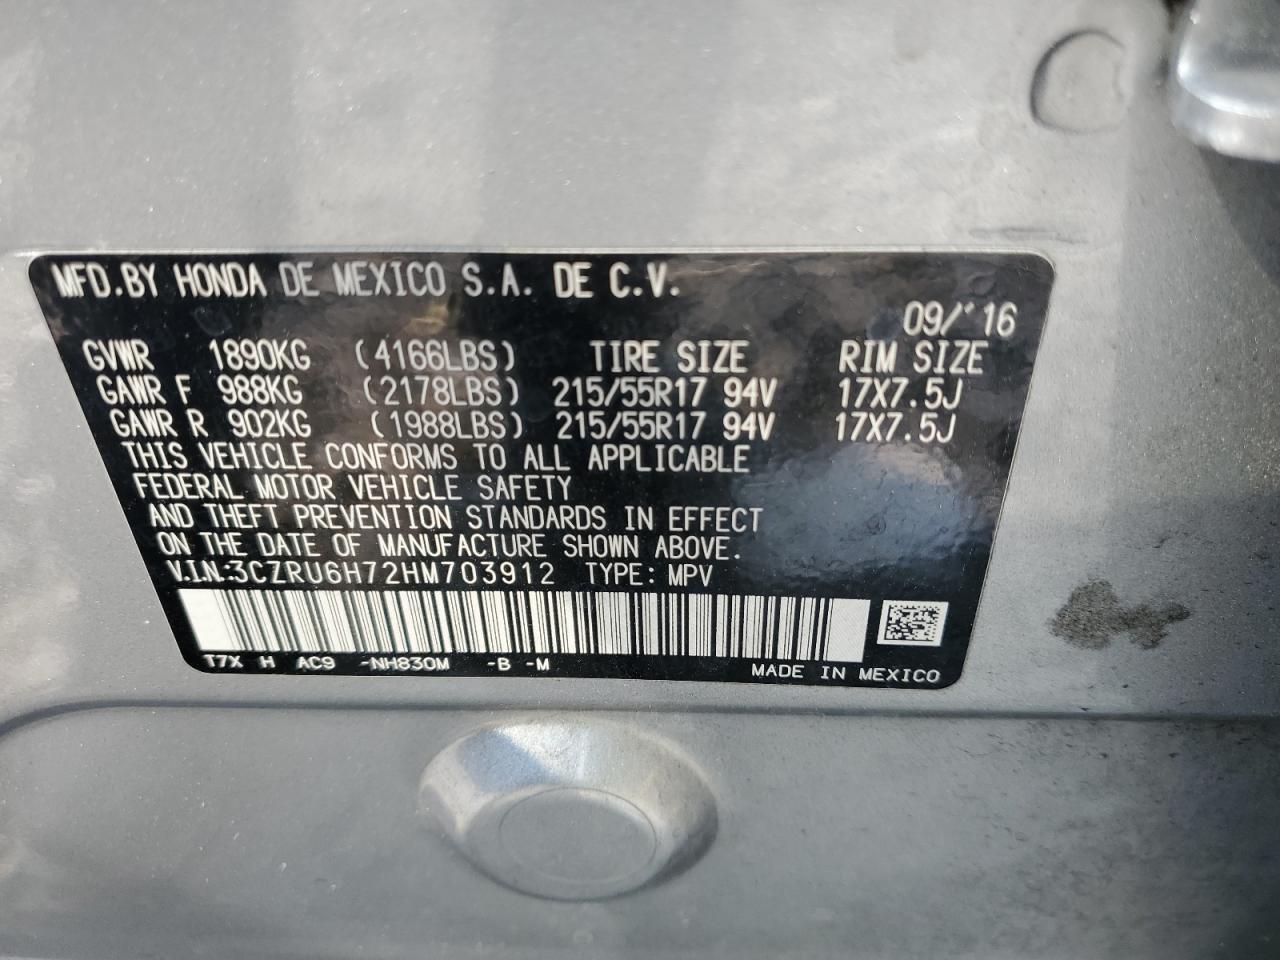 MFD.BY HONDA DE MEXICO S.A. DE C.V.
09/'16
GVWR 1890KG (4166LBS) TIRE SIZE RIM SIZE
GAWR F 988KG (2178LBS) 215/55R17 94V 17X7.5J
GAWR R 902KG (1988LBS) 215/55R17 94V 17X7.5J
THIS VEHICLE CONFORMS TO ALL APPLICABLE
FEDERAL MOTOR VEHICLE SAFETY
AND THEFT PREVENTION STANDARDS IN EFFECT
ON THE DATE OF MANUFACTURE SHOWN ABOVE.
V.I.N:3CZRU6H72HM703912 TYPE: MPV
T7X H AC9 -NH830M -B -M
MADE IN MEXICO